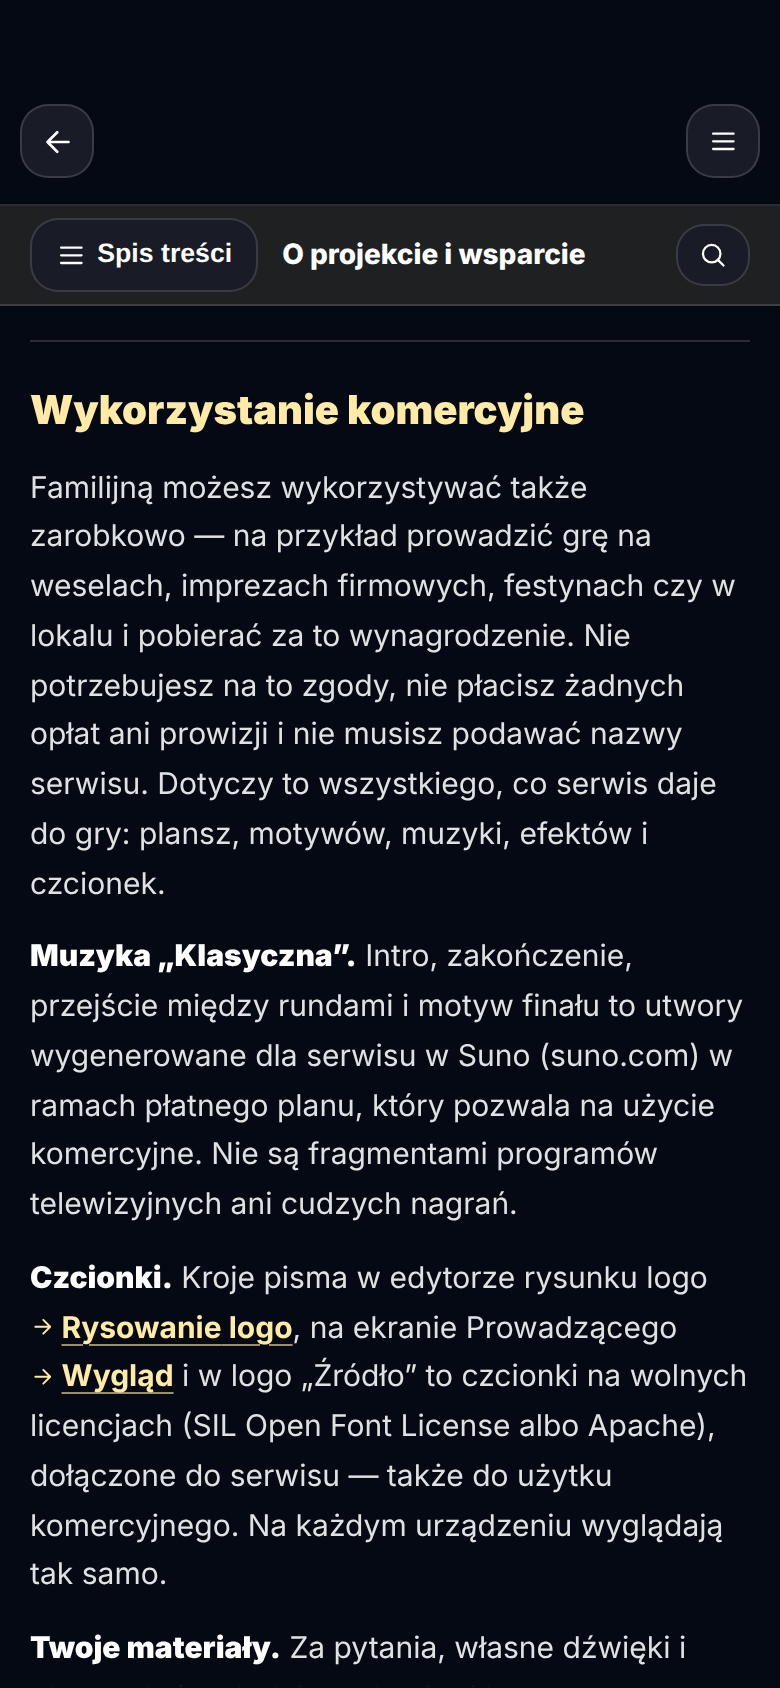 Spis treści
O projekcie i wsparcie
Wykorzystanie komercyjne
Familijną możesz wykorzystywać także
zarobkowo — na przykład prowadzić grę na
weselach, imprezach firmowych, festynach czy w
lokalu i pobierać za to wynagrodzenie. Nie
potrzebujesz na to zgody, nie płacisz żadnych
opłat ani prowizji i nie musisz podawać nazwy
serwisu. Dotyczy to wszystkiego, co serwis daje
do gry: plansz, motywów, muzyki, efektów i
czcionek.
Muzyka „Klasyczna”. Intro, zakończenie,
przejście między rundami i motyw finału to utwory
wygenerowane dla serwisu w Suno (suno.com) w
ramach płatnego planu, który pozwala na użycie
komercyjne. Nie są fragmentami programów
telewizyjnych ani cudzych nagrań.
Czcionki. Kroje pisma w edytorze rysunku logo
→ Rysowanie logo, na ekranie Prowadzącego
→ Wygląd i w logo „Źródło” to czcionki na wolnych
licencjach (SIL Open Font License albo Apache),
dołączone do serwisu — także do użytku
komercyjnego. Na każdym urządzeniu wyglądają
tak samo.
Twoje materiały. Za pytania, własne dźwięki i